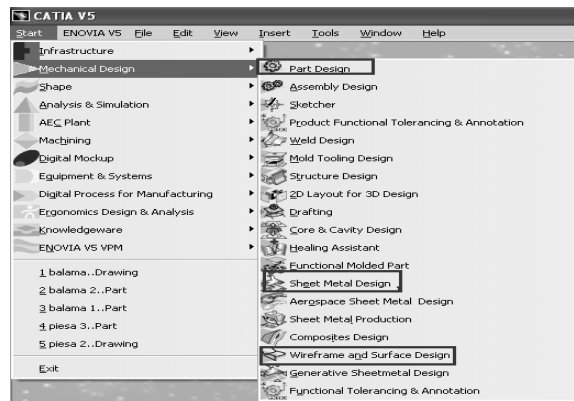 CATIA V5
Start ENOVIA V5 File Edit View Insert Tools Window Help
Infrastructure
Mechanical Design
Shape
Analysis & Simulation
AEC Plant
Machining
Digital Mockup
Equipment & Systems
Digital Process for Manufacturing
Ergonomics Design & Analysis
Knowledgeware
ENOVIA V5 VPM
1 balama..Drawing
2 balama 2..Part
3 balama 1..Part
4 piesa 3..Part
5 piesa 2..Drawing
Exit
Part Design
Assembly Design
Sketcher
Product Functional Tolerancing & Annotation
Weld Design
Mold Tooling Design
Structure Design
2D Layout for 3D Design
Drafting
Core & Cavity Design
Healing Assistant
Functional Molded Part
Sheet Metal Design
Aerospace Sheet Metal Design
Sheet Metal Production
Composites Design
Wireframe and Surface Design
Generative Sheetmetal Design
Functional Tolerancing & Annotation